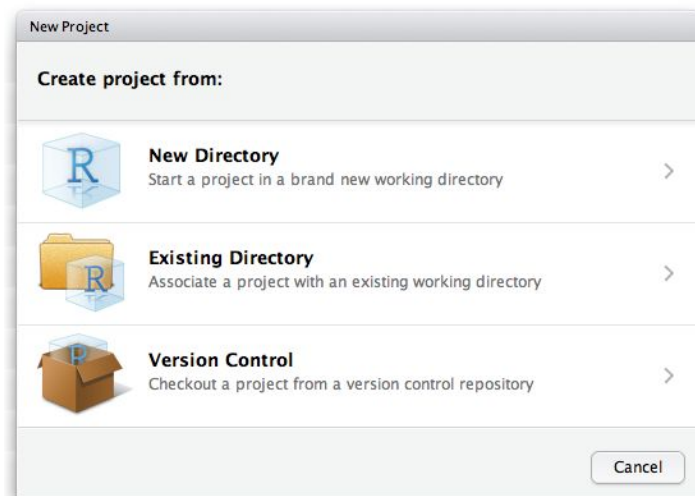 New Project
Create project from:
R
New Directory
Start a project in a brand new working directory
R
Existing Directory
Associate a project with an existing working directory
R
Version Control
Checkout a project from a version control repository
Cancel